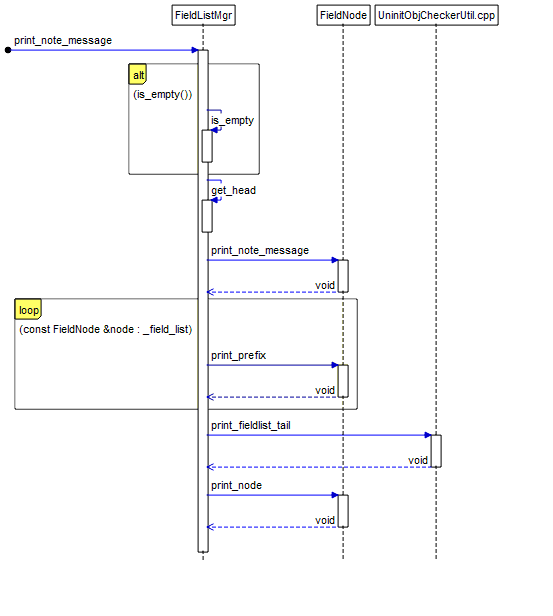 FieldListMgr
FieldNode
UninitObjCheckerUtil.cpp
print_note_message
alt
(is_empty())
is_empty
get_head
print_note_message
void
loop
(const FieldNode &node : _field_list)
print_prefix
void
print_fieldlist_tail
void
print_node
void